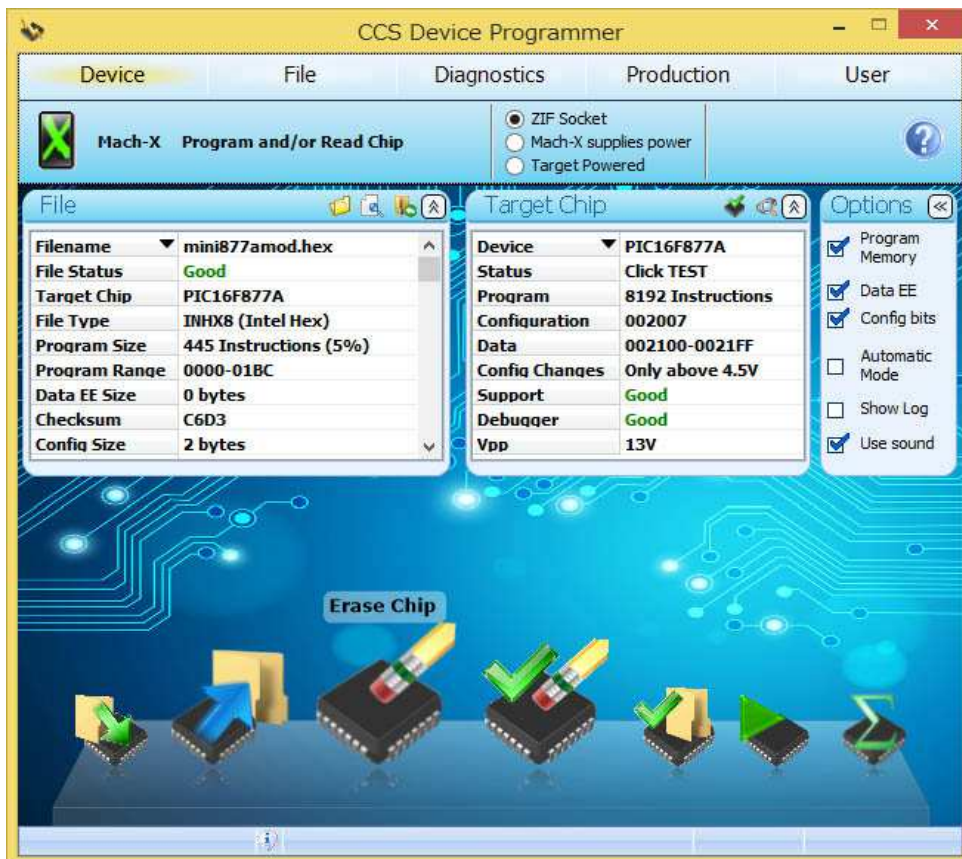 CCS Device Programmer
Device File Diagnostics Production User
Mach-X Program and/or Read Chip
ZIF Socket
Mach-X supplies power
Target Powered
File
Filename mini877amod.hex
File Status Good
Target Chip PIC16F877A
File Type INHX8 (Intel Hex)
Program Size 445 Instructions (5%)
Program Range 0000-01BC
Data EE Size 0 bytes
Checksum C6D3
Config Size 2 bytes
Target Chip
Device PIC16F877A
Status Click TEST
Program 8192 Instructions
Configuration 002007
Data 002100-0021FF
Config Changes Only above 4.5V
Support Good
Debugger Good
Vpp 13V
Options
Program
Memory
Data EE
Config bits
Automatic
Mode
Show Log
Use sound
Erase Chip